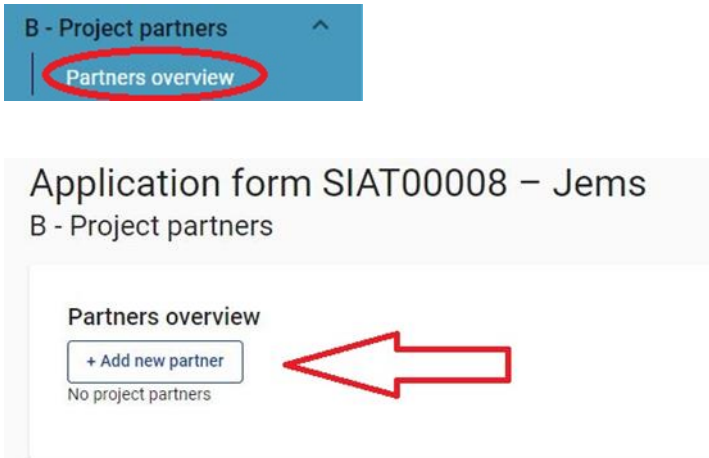 B - Project partners
Partners overview
Application form SIAT00008 – Jems
B - Project partners
Partners overview
+ Add new partner
No project partners